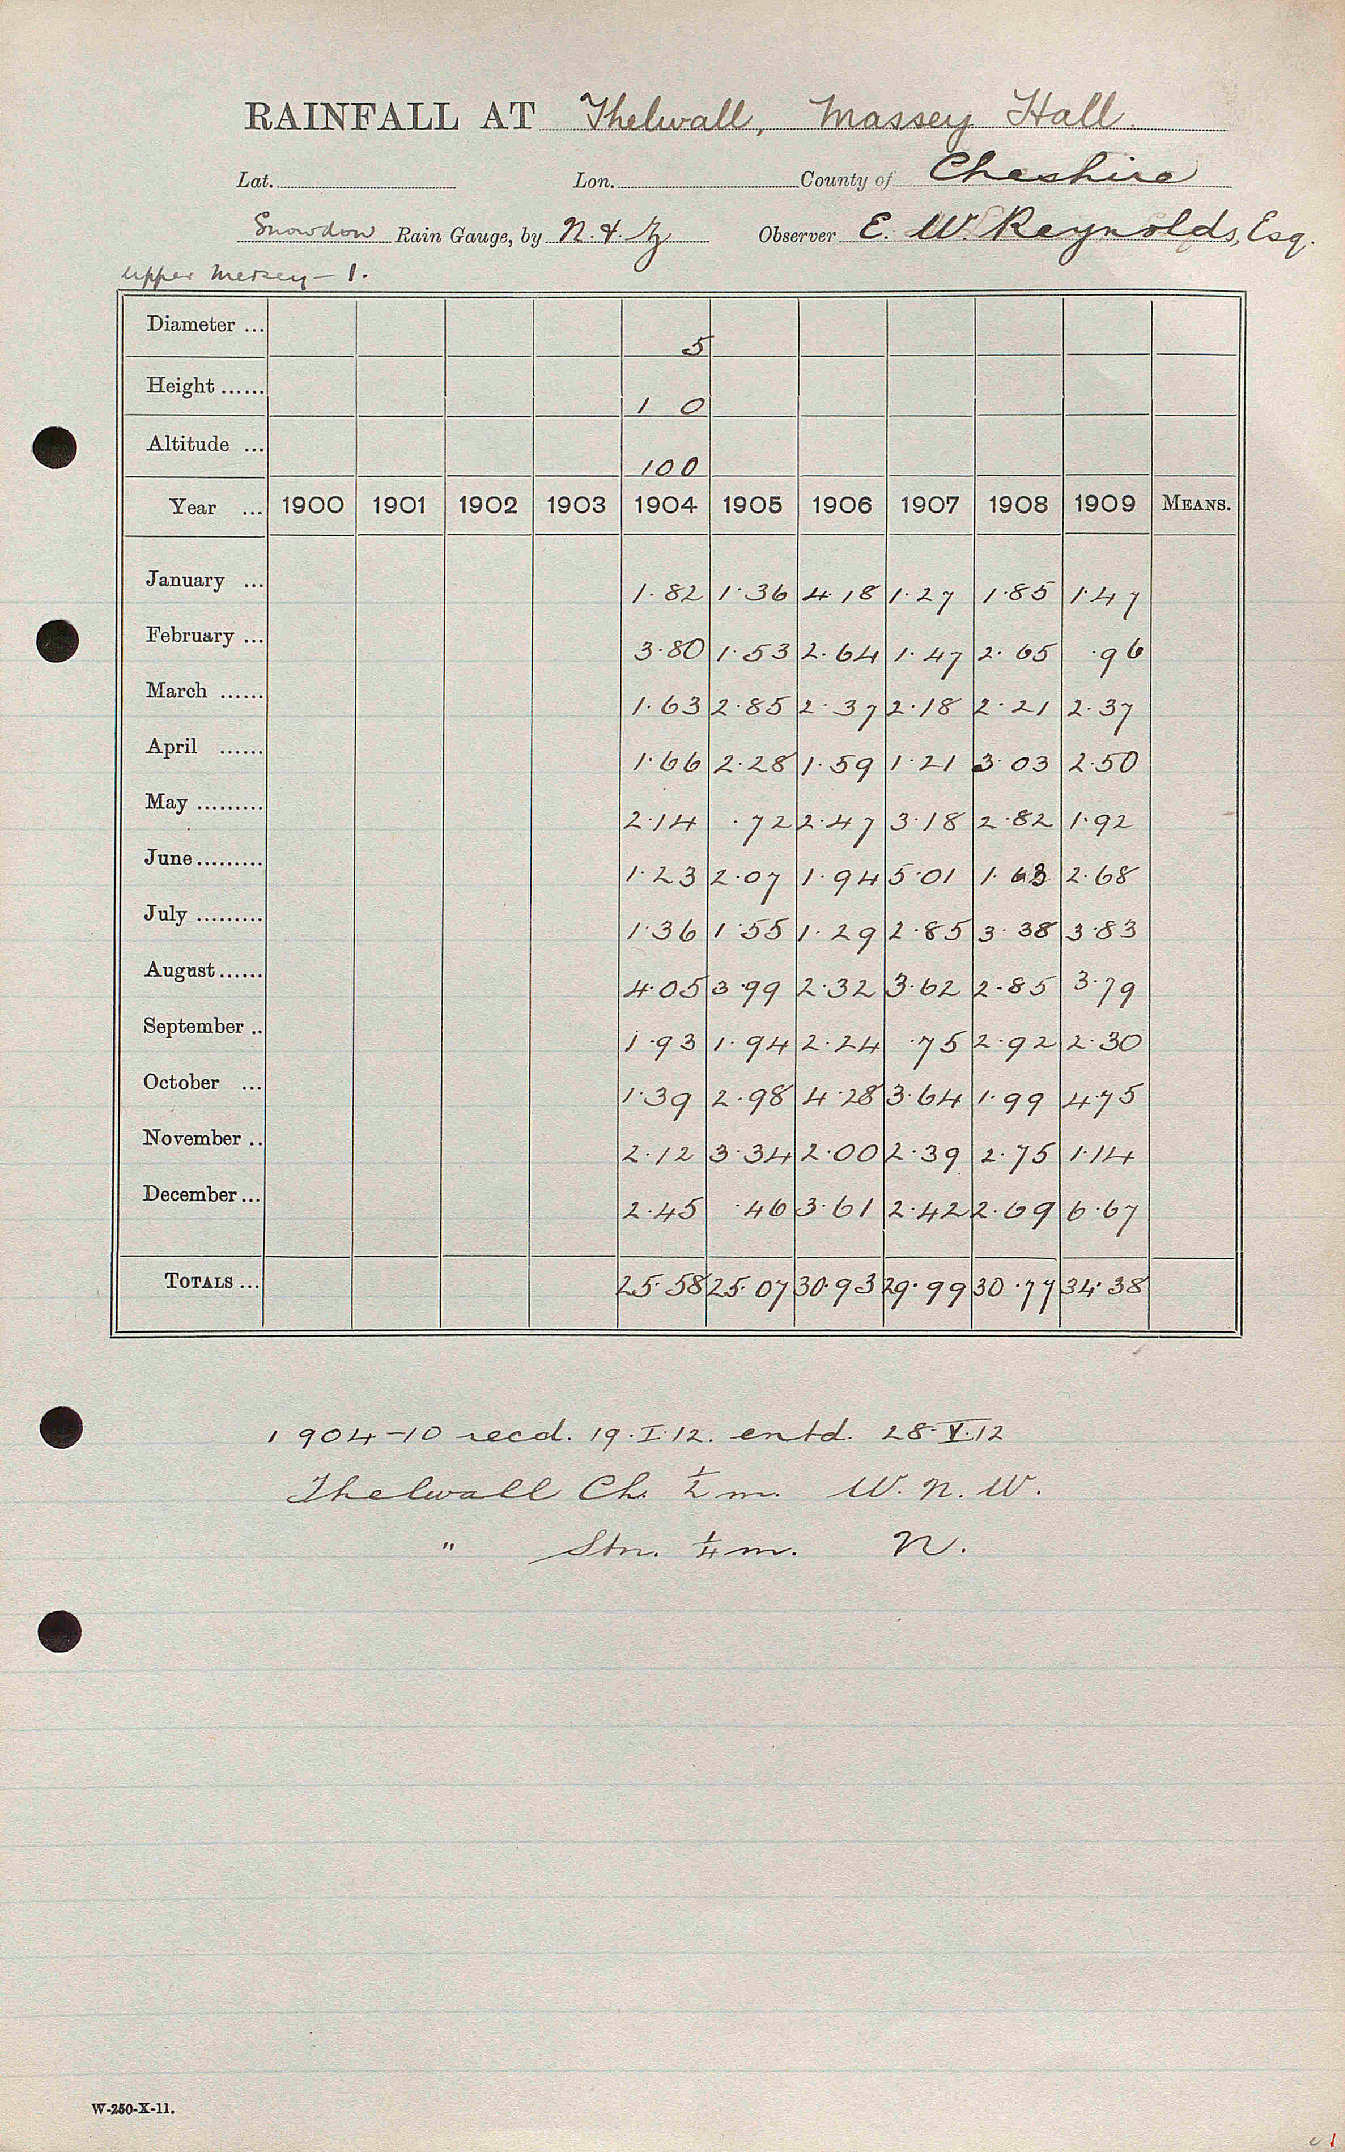 RAINFALL AT Thelwall, Massey Hall.
Lat. Lon. County of Cheshire
Snowdon Rain Gauge, by N. & Z Observer E. W. Reynolds, Esq.
Upper Mersey – 1.
Diameter ... 5
Height ...... 1 0
Altitude ... 100
Year ... 1900 1901 1902 1903 1904 1905 1906 1907 1908 1909 MEANS.
January ... 1.82 1.36 4.18 1.27 1.85 1.47
February ... 3.80 1.53 2.64 1.47 2.65 .96
March ...... 1.63 2.85 2.37 2.18 2.21 2.37
April ...... 1.66 2.28 1.59 1.21 3.03 2.50
May ......... 2.14 .72 2.47 3.18 2.82 1.92
June ......... 1.23 2.07 1.94 5.01 1.63 2.68
July ......... 1.36 1.55 1.29 2.85 3.38 3.83
August ...... 4.05 3.99 2.32 3.62 2.85 3.79
September .. 1.93 1.94 2.24 .75 2.92 2.30
October ... 1.39 2.98 4.28 3.64 1.99 4.75
November .. 2.12 3.34 2.00 2.39 2.75 1.14
December ... 2.45 .46 3.61 2.42 2.69 6.67
TOTALS ... 25.58 25.07 30.93 29.99 30.77 34.38
1904–10 recd. 19.I.12. entd. 28.V.12
Thelwall Ch. ½ m. W. N. W.
" Stn. ¼ m. N.
W-250-X-11.